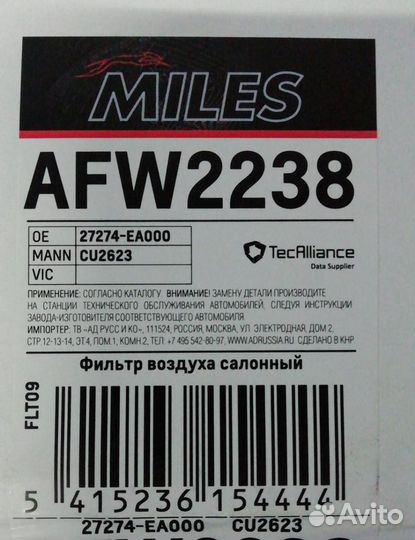 MILES
AFW2238
OE 27274-EA000
MANN CU2623
VIC
TecAlliance
Data Supplier
ПРИМЕНЕНИЕ: СОГЛАСНО КАТАЛОГУ. ВНИМАНИЕ! ЗАМЕНУ ДЕТАЛИ ПРОИЗВОДИТЕ
НА СТАНЦИИ ТЕХНИЧЕСКОГО ОБСЛУЖИВАНИЯ АВТОМОБИЛЕЙ, СЛЕДУЯ ИНСТРУКЦИИ
ЗАВОДА-ИЗГОТОВИТЕЛЯ СООТВЕТСТВУЮЩЕГО АВТОМОБИЛЯ.
ИМПОРТЕР: ТВ «АД РУСС И КО», 111524, РОССИЯ, МОСКВА, УЛ. ЭЛЕКТРОДНАЯ, ДОМ 2,
СТР.12-13-14, ЭТ.4, ПОМ.1, КОМН.2, ТЕЛ: +7 495 542-80-97, WWW.ADRUSSIA.RU СДЕЛАНО В КНР
Фильтр воздуха салонный
FLT09
5 415236 154444
27274-EA000 CU2623
Avito